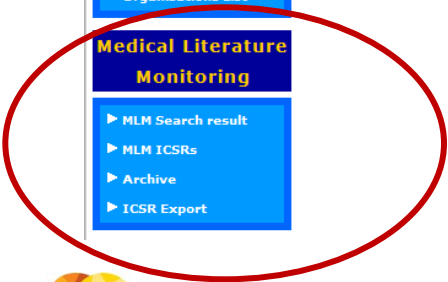 Medical Literature
Monitoring
MLM Search result
MLM ICSRs
Archive
ICSR Export